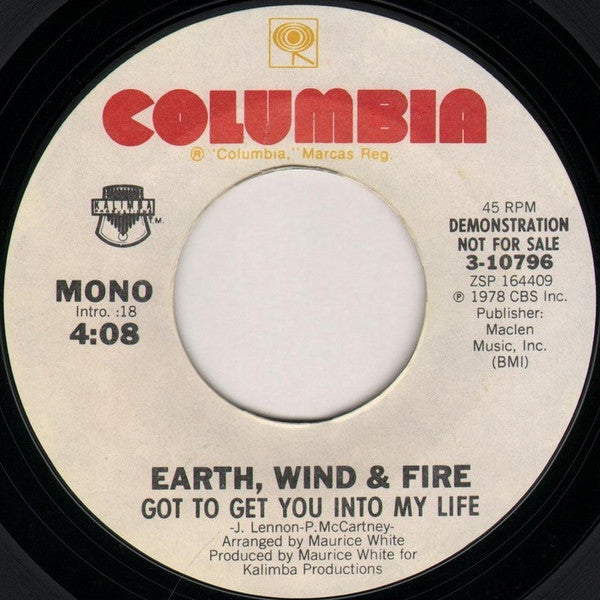 COLUMBIA
® "Columbia," Marcas Reg.
KALIMBA
T.M.
MONO
Intro. :18
4:08
45 RPM
DEMONSTRATION
NOT FOR SALE
3-10796
ZSP 164409
℗ 1978 CBS Inc.
Publisher:
Maclen
Music, Inc.
(BMI)
EARTH, WIND & FIRE
GOT TO GET YOU INTO MY LIFE
-J. Lennon-P.McCartney-
Arranged by Maurice White
Produced by Maurice White for
Kalimba Productions